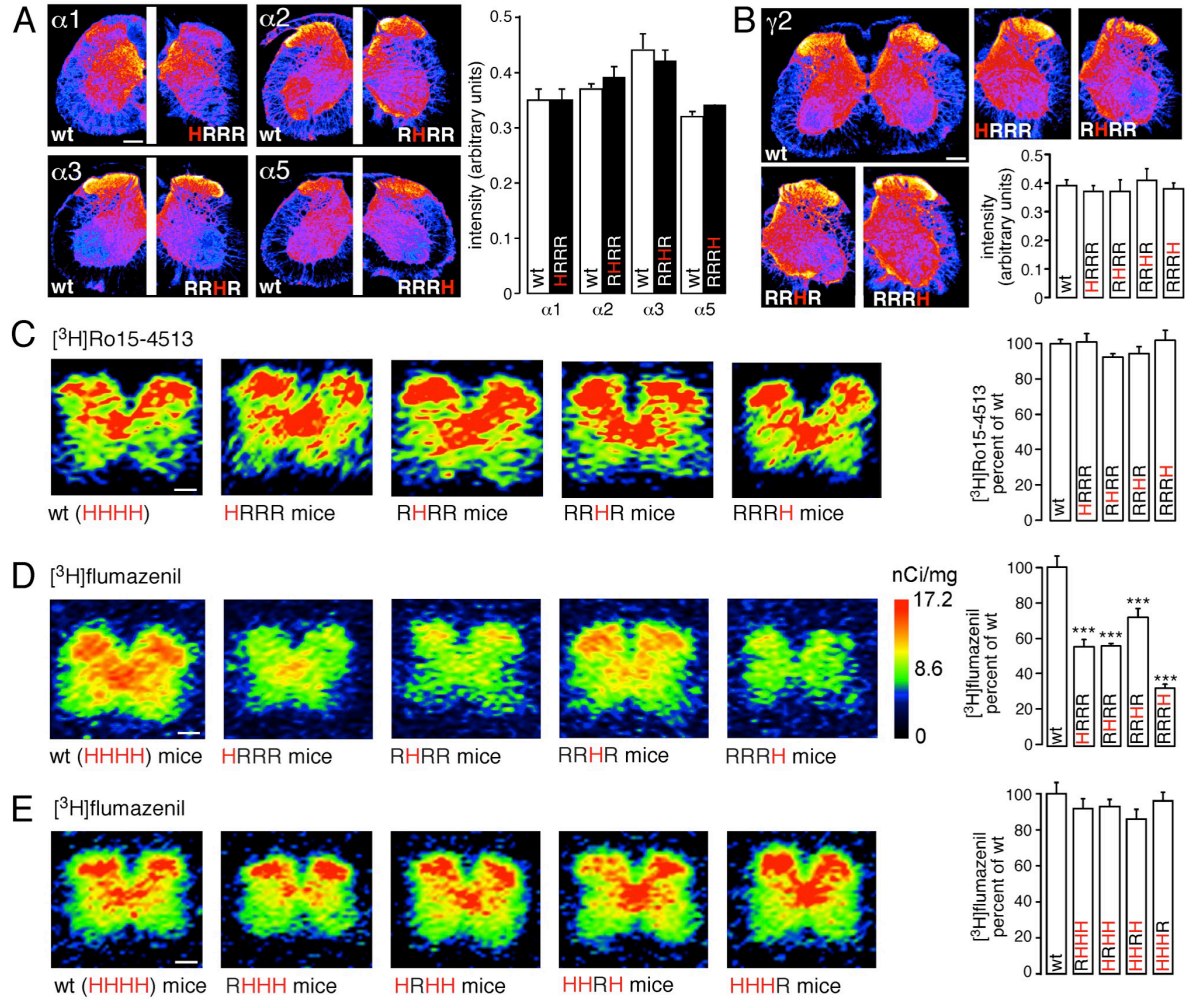 A
α1
wt
HRRR
α2
wt
RHRR
α3
wt
RRHR
α5
wt
RRRH
intensity (arbitrary units)
0.5
0.4
0.3
0.2
0.1
0
wt
HRRR
wt
RHRR
wt
RRHR
wt
RRRH
α1 α2 α3 α5
B
γ2
wt
HRRR
RHRR
RRHR
RRRH
intensity
(arbitrary units)
0.5
0.4
0.3
0.2
0.1
0
wt
HRRR
RHRR
RRHR
RRRH
C
[³H]Ro15-4513
wt (HHHH)
HRRR mice
RHRR mice
RRHR mice
RRRH mice
[³H]Ro15-4513
percent of wt
100
80
60
40
20
0
wt
HRRR
RHRR
RRHR
RRRH
D
[³H]flumazenil
wt (HHHH) mice
HRRR mice
RHRR mice
RRHR mice
RRRH mice
nCi/mg
17.2
8.6
0
[³H]flumazenil
percent of wt
100
80
60
40
20
0
***
***
***
***
wt
HRRR
RHRR
RRHR
RRRH
E
[³H]flumazenil
wt (HHHH) mice
RHHH mice
HRHH mice
HHRH mice
HHHR mice
[³H]flumazenil
percent of wt
100
80
60
40
20
0
wt
RHHH
HRHH
HHRH
HHHR